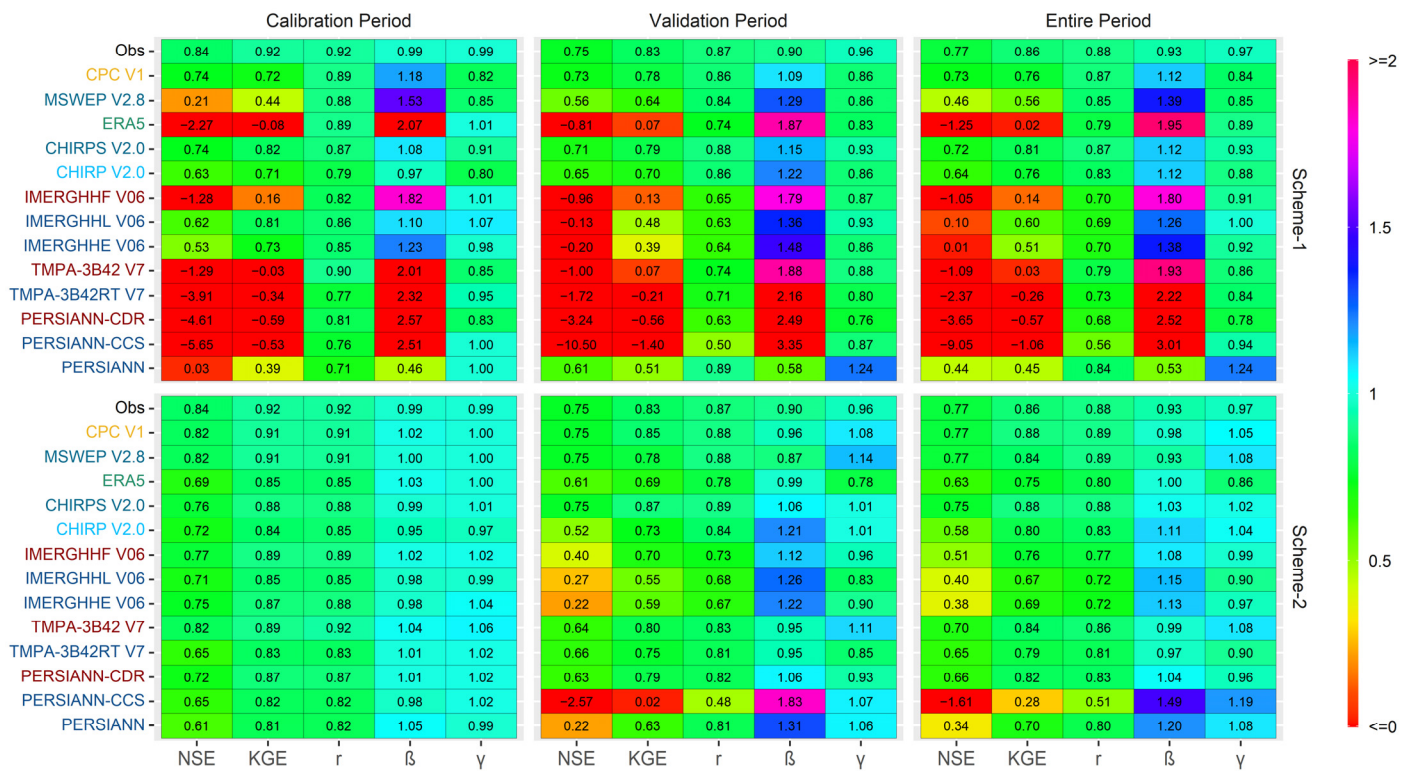 Calibration Period Validation Period Entire Period
Obs 0.84 0.92 0.92 0.99 0.99 0.75 0.83 0.87 0.90 0.96 0.77 0.86 0.88 0.93 0.97 >=2
CPC V1 0.74 0.72 0.89 1.18 0.82 0.73 0.78 0.86 1.09 0.86 0.73 0.76 0.87 1.12 0.84
MSWEP V2.8 0.21 0.44 0.88 1.53 0.85 0.56 0.64 0.84 1.29 0.86 0.46 0.56 0.85 1.39 0.85
ERA5 −2.27 −0.08 0.89 2.07 1.01 −0.81 0.07 0.74 1.87 0.83 −1.25 0.02 0.79 1.95 0.89
CHIRPS V2.0 0.74 0.82 0.87 1.08 0.91 0.71 0.79 0.88 1.15 0.93 0.72 0.81 0.87 1.12 0.93
CHIRP V2.0 0.63 0.71 0.79 0.97 0.80 0.65 0.70 0.86 1.22 0.86 0.64 0.76 0.83 1.12 0.88
Scheme-1
IMERGHHF V06 −1.28 0.16 0.82 1.82 1.01 −0.96 0.13 0.65 1.79 0.87 −1.05 0.14 0.70 1.80 0.91
IMERGHHL V06 0.62 0.81 0.86 1.10 1.07 −0.13 0.48 0.63 1.36 0.93 0.10 0.60 0.69 1.26 1.00 1.5
IMERGHHE V06 0.53 0.73 0.85 1.23 0.98 −0.20 0.39 0.64 1.48 0.86 0.01 0.51 0.70 1.38 0.92
TMPA-3B42 V7 −1.29 −0.03 0.90 2.01 0.85 −1.00 0.07 0.74 1.88 0.88 −1.09 0.03 0.79 1.93 0.86
TMPA-3B42RT V7 −3.91 −0.34 0.77 2.32 0.95 −1.72 −0.21 0.71 2.16 0.80 −2.37 −0.26 0.73 2.22 0.84
PERSIANN-CDR −4.61 −0.59 0.81 2.57 0.83 −3.24 −0.56 0.63 2.49 0.76 −3.65 −0.57 0.68 2.52 0.78
PERSIANN-CCS −5.65 −0.53 0.76 2.51 1.00 −10.50 −1.40 0.50 3.35 0.87 −9.05 −1.06 0.56 3.01 0.94
PERSIANN 0.03 0.39 0.71 0.46 1.00 0.61 0.51 0.89 0.58 1.24 0.44 0.45 0.84 0.53 1.24
1
Obs 0.84 0.92 0.92 0.99 0.99 0.75 0.83 0.87 0.90 0.96 0.77 0.86 0.88 0.93 0.97
CPC V1 0.82 0.91 0.91 1.02 1.00 0.75 0.85 0.88 0.96 1.08 0.77 0.88 0.89 0.98 1.05
MSWEP V2.8 0.82 0.91 0.91 1.00 1.00 0.75 0.78 0.88 0.87 1.14 0.77 0.84 0.89 0.93 1.08
ERA5 0.69 0.85 0.85 1.03 1.00 0.61 0.69 0.78 0.99 0.78 0.63 0.75 0.80 1.00 0.86
CHIRPS V2.0 0.76 0.88 0.88 0.99 1.01 0.75 0.87 0.89 1.06 1.01 0.75 0.88 0.88 1.03 1.02
CHIRP V2.0 0.72 0.84 0.85 0.95 0.97 0.52 0.73 0.84 1.21 1.01 0.58 0.80 0.83 1.11 1.04
Scheme-2
IMERGHHF V06 0.77 0.89 0.89 1.02 1.02 0.40 0.70 0.73 1.12 0.96 0.51 0.76 0.77 1.08 0.99 0.5
IMERGHHL V06 0.71 0.85 0.85 0.98 0.99 0.27 0.55 0.68 1.26 0.83 0.40 0.67 0.72 1.15 0.90
IMERGHHE V06 0.75 0.87 0.88 0.98 1.04 0.22 0.59 0.67 1.22 0.90 0.38 0.69 0.72 1.13 0.97
TMPA-3B42 V7 0.82 0.89 0.92 1.04 1.06 0.64 0.80 0.83 0.95 1.11 0.70 0.84 0.86 0.99 1.08
TMPA-3B42RT V7 0.65 0.83 0.83 1.01 1.02 0.66 0.75 0.81 0.95 0.85 0.65 0.79 0.81 0.97 0.90
PERSIANN-CDR 0.72 0.87 0.87 1.01 1.02 0.63 0.79 0.82 1.06 0.93 0.66 0.82 0.83 1.04 0.96
PERSIANN-CCS 0.65 0.82 0.82 0.98 1.02 −2.57 0.02 0.48 1.83 1.07 −1.61 0.28 0.51 1.49 1.19
PERSIANN 0.61 0.81 0.82 1.05 0.99 0.22 0.63 0.81 1.31 1.06 0.34 0.70 0.80 1.20 1.08 <=0
NSE KGE r ß γ NSE KGE r ß γ NSE KGE r ß γ